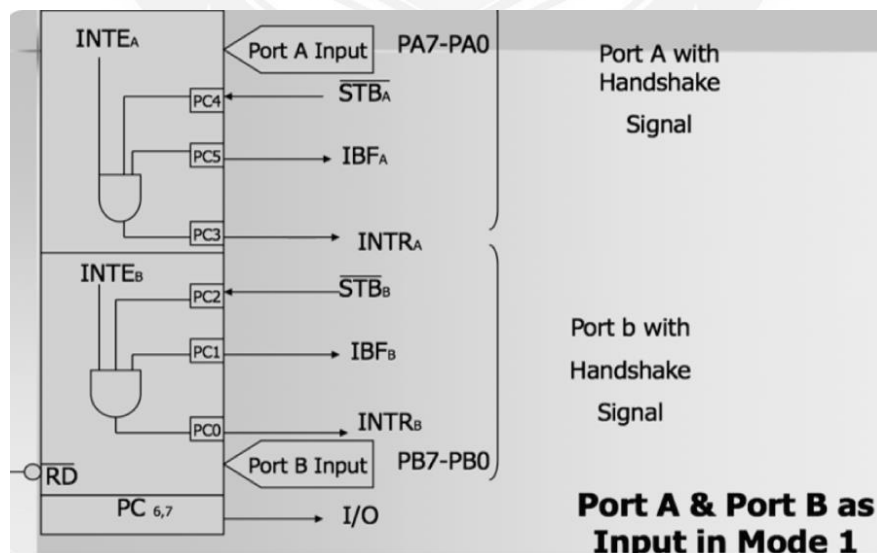 INTEA
Port A Input PA7-PA0
PC4 STBA
PC5 IBFA
PC3 INTRA
Port A with
Handshake
Signal
INTEB
PC2 STBB
PC1 IBFB
PC0 INTRB
Port B Input PB7-PB0
RD
PC 6,7 I/O
Port b with
Handshake
Signal
Port A & Port B as
Input in Mode 1